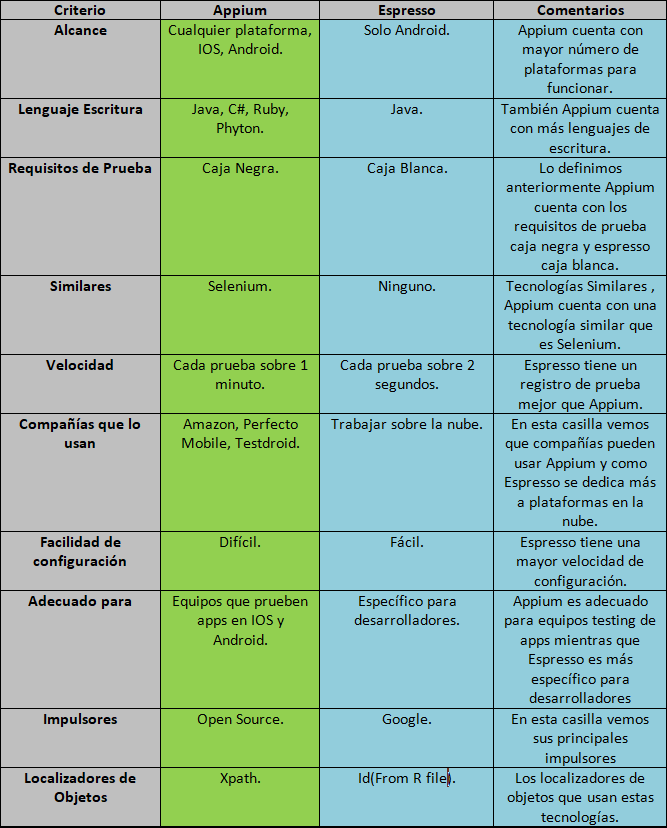 Criterio
Appium
Espresso
Comentarios
Alcance
Cualquier plataforma,
IOS, Android.
Solo Android.
Appium cuenta con
mayor número de
plataformas para
funcionar.
Lenguaje Escritura
Java, C#, Ruby,
Phyton.
Java.
También Appium cuenta
con más lenguajes de
escritura.
Requisitos de Prueba
Caja Negra.
Caja Blanca.
Lo definimos
anteriormente Appium
cuenta con los
requisitos de prueba
caja negra y espresso
caja blanca.
Similares
Selenium.
Ninguno.
Tecnologías Similares ,
Appium cuenta con una
tecnología similar que
es Selenium.
Velocidad
Cada prueba sobre 1
minuto.
Cada prueba sobre 2
segundos.
Espresso tiene un
registro de prueba
mejor que Appium.
Compañías que lo
usan
Amazon, Perfecto
Mobile, Testdroid.
Trabajar sobre la nube.
En esta casilla vemos
que compañías pueden
usar Appium y como
Espresso se dedica más
a plataformas en la
nube.
Facilidad de
configuración
Difícil.
Fácil.
Espresso tiene una
mayor velocidad de
configuración.
Adecuado para
Equipos que prueben
apps en IOS y
Android.
Específico para
desarrolladores.
Appium es adecuado
para equipos testing de
apps mientras que
Espresso es más
específico para
desarrolladores
Impulsores
Open Source.
Google.
En esta casilla vemos
sus principales
impulsores
Localizadores de
Objetos
Xpath.
Id(From R file).
Los localizadores de
objetos que usan estas
tecnologías.